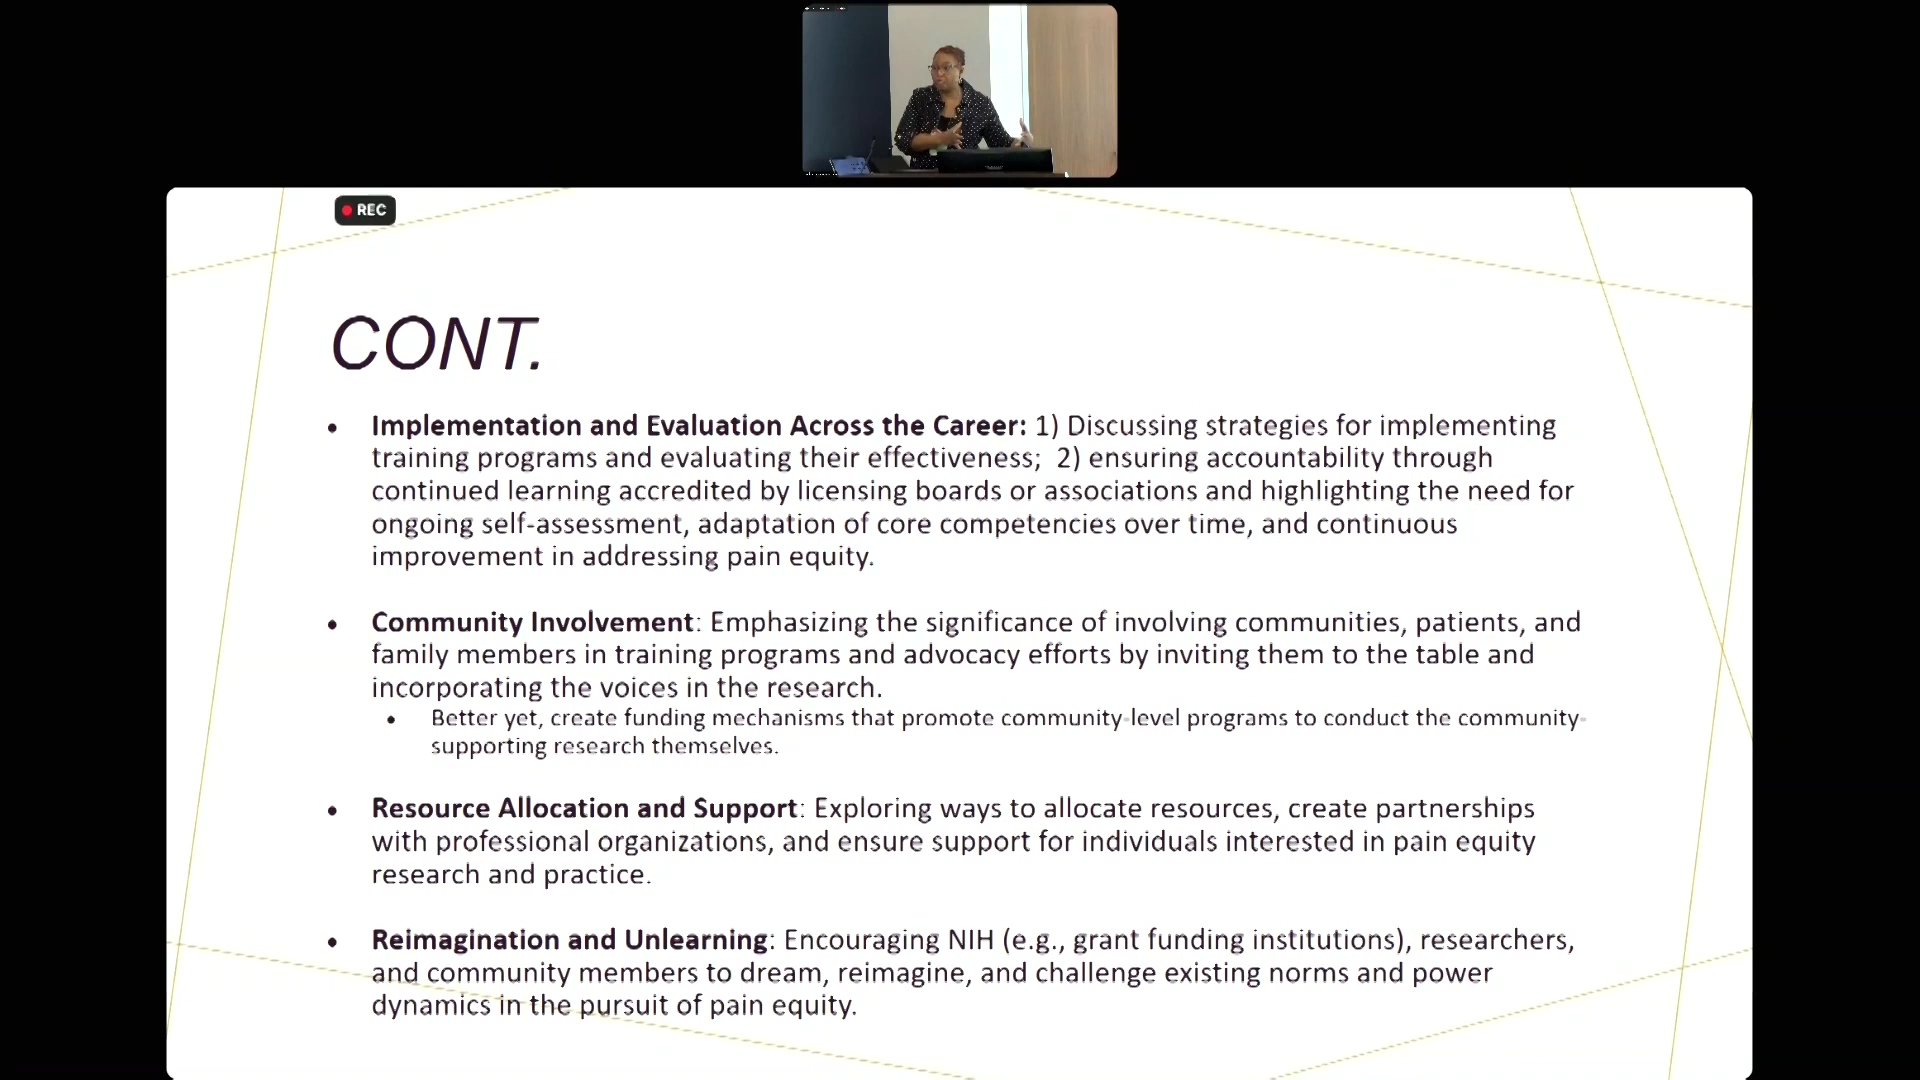 REC
CONT.
• Implementation and Evaluation Across the Career: 1) Discussing strategies for implementing
training programs and evaluating their effectiveness; 2) ensuring accountability through
continued learning accredited by licensing boards or associations and highlighting the need for
ongoing self-assessment, adaptation of core competencies over time, and continuous
improvement in addressing pain equity.
• Community Involvement: Emphasizing the significance of involving communities, patients, and
family members in training programs and advocacy efforts by inviting them to the table and
incorporating the voices in the research.
• Better yet, create funding mechanisms that promote community-level programs to conduct the community-
supporting research themselves.
• Resource Allocation and Support: Exploring ways to allocate resources, create partnerships
with professional organizations, and ensure support for individuals interested in pain equity
research and practice.
• Reimagination and Unlearning: Encouraging NIH (e.g., grant funding institutions), researchers,
and community members to dream, reimagine, and challenge existing norms and power
dynamics in the pursuit of pain equity.